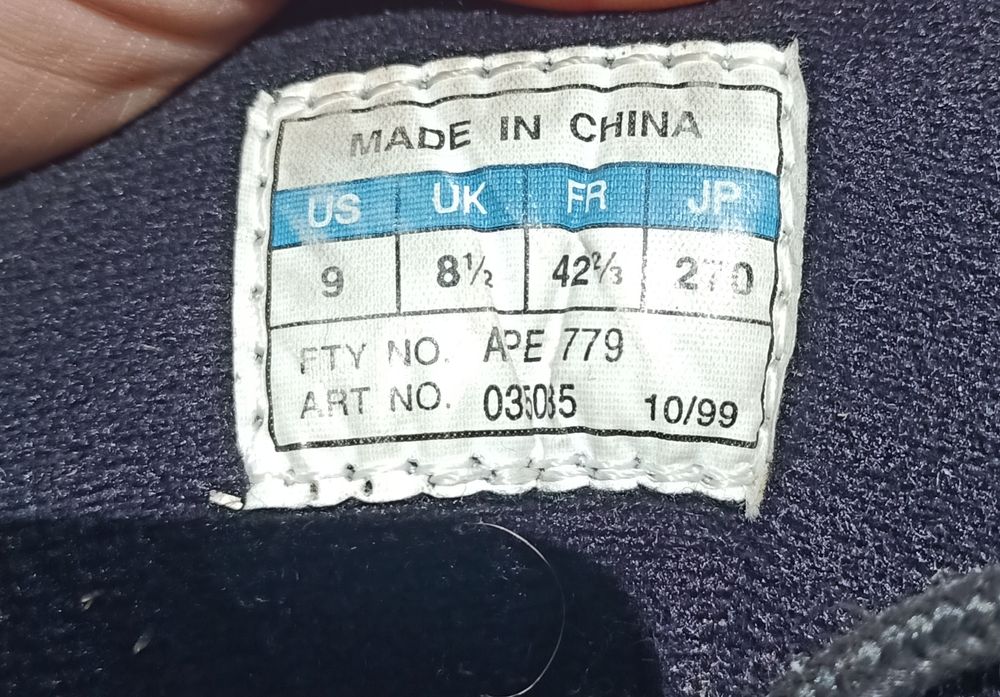 MADE IN CHINA
US UK FR JP
9 8½ 42⅔ 270
FTY NO. APE 779
ART NO. 035085 10/99